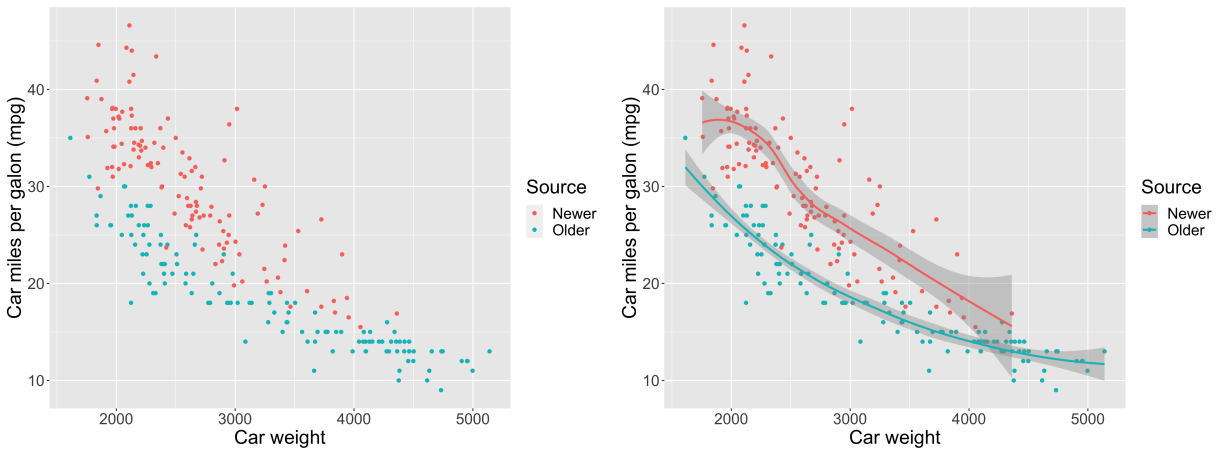 Car miles per galon (mpg)
40
30
20
10
2000 3000 4000 5000
Car weight
Source
Newer
Older
Car miles per galon (mpg)
40
30
20
10
2000 3000 4000 5000
Car weight
Source
Newer
Older